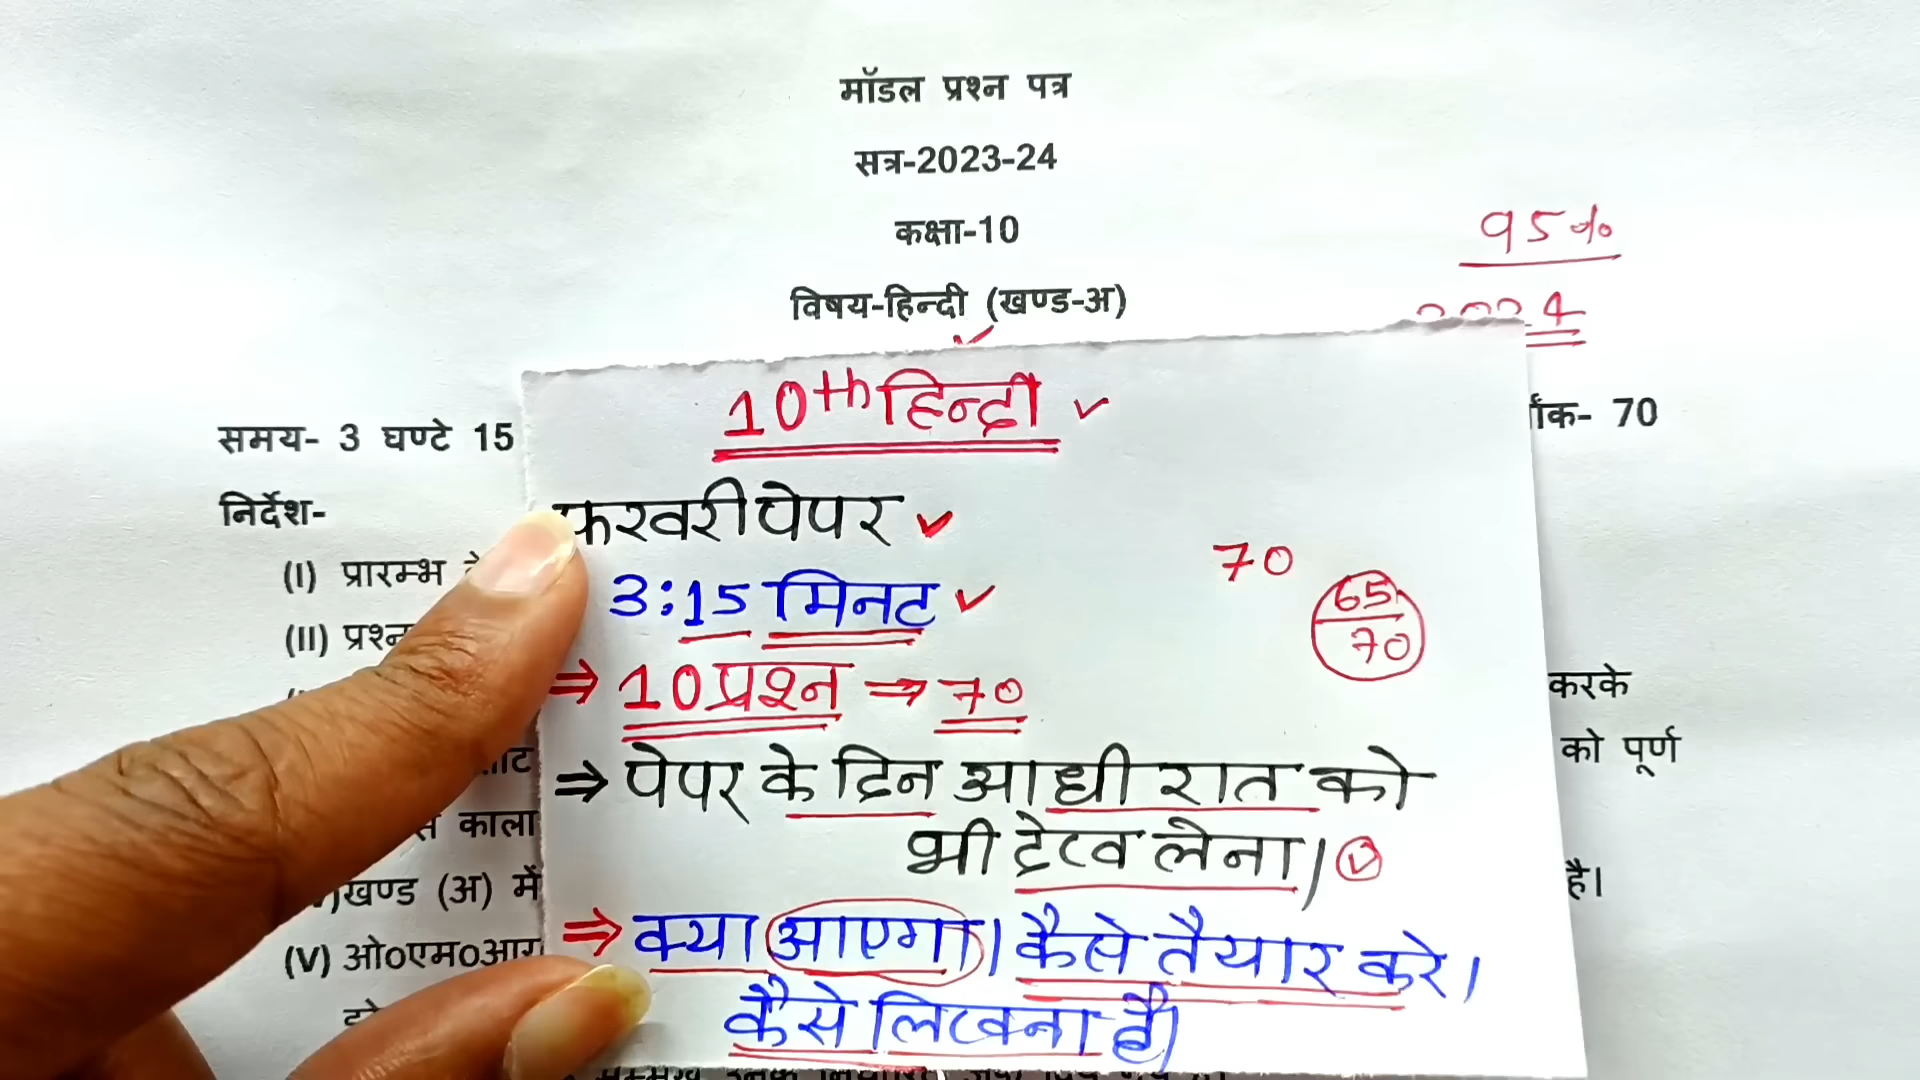 मॉडल प्रश्न पत्र
सत्र-2023-24
कक्षा-10
विषय-हिन्दी (खण्ड-अ)
95%
समय- 3 घण्टे 15
70
निर्देश-
(I) प्रारम्भ
(II) प्रश्न
करके
को पूर्ण
काला
खण्ड (अ) में
है।
(V) ओ०एम०आर
10th हिन्दी
फरवरी पेपर
3:15 मिनट
70
65/70
⇒ 10 प्रश्न → 70
⇒ पेपर के दिन आधी रात को
भी देख लेना।
⇒ क्या आएगा। कैसे तैयार करे।
कैसे लिखना है।